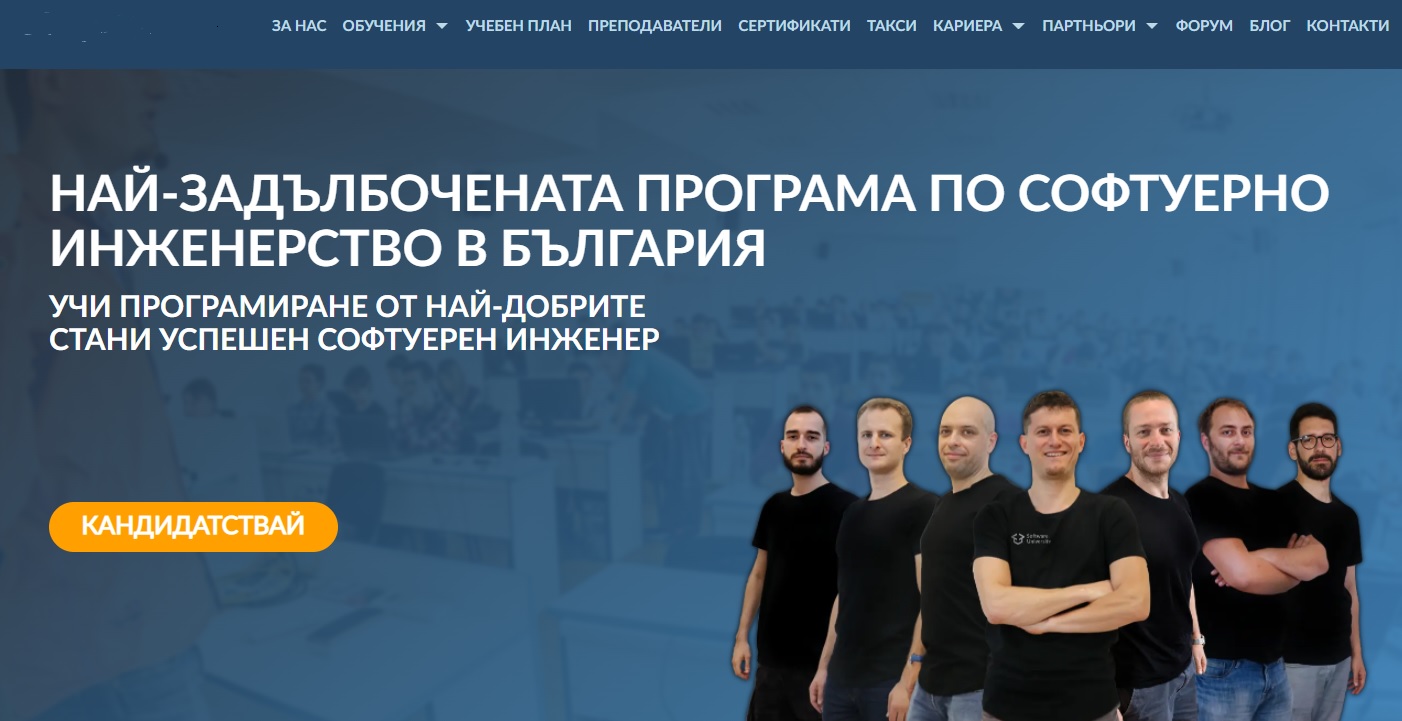 ЗА НАС ОБУЧЕНИЯ УЧЕБЕН ПЛАН ПРЕПОДАВАТЕЛИ СЕРТИФИКАТИ ТАКСИ КАРИЕРА ПАРТНЬОРИ ФОРУМ БЛОГ КОНТАКТИ
НАЙ-ЗАДЪЛБОЧЕНАТА ПРОГРАМА ПО СОФТУЕРНО
ИНЖЕНЕРСТВО В БЪЛГАРИЯ
УЧИ ПРОГРАМИРАНЕ ОТ НАЙ-ДОБРИТЕ
СТАНИ УСПЕШЕН СОФТУЕРЕН ИНЖЕНЕР
КАНДИДАТСТВАЙ
Software
University